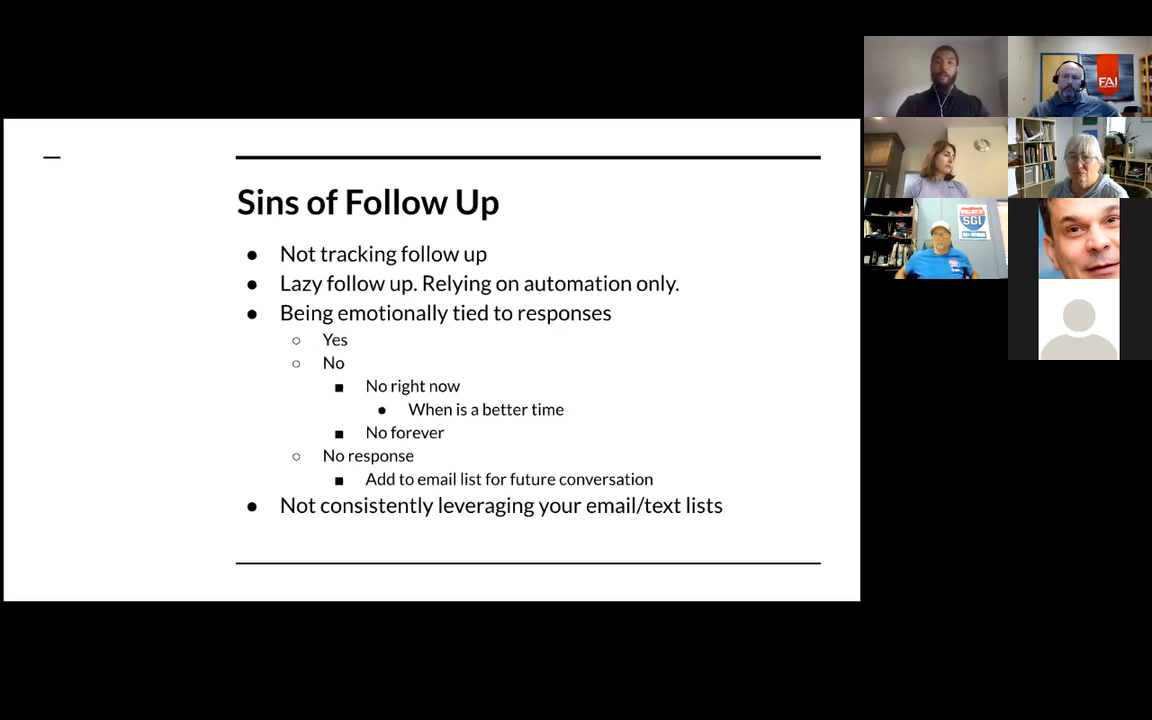 Sins of Follow Up
● Not tracking follow up
● Lazy follow up. Relying on automation only.
● Being emotionally tied to responses
○ Yes
○ No
■ No right now
● When is a better time
■ No forever
○ No response
■ Add to email list for future conversation
● Not consistently leveraging your email/text lists
FAI
SGI